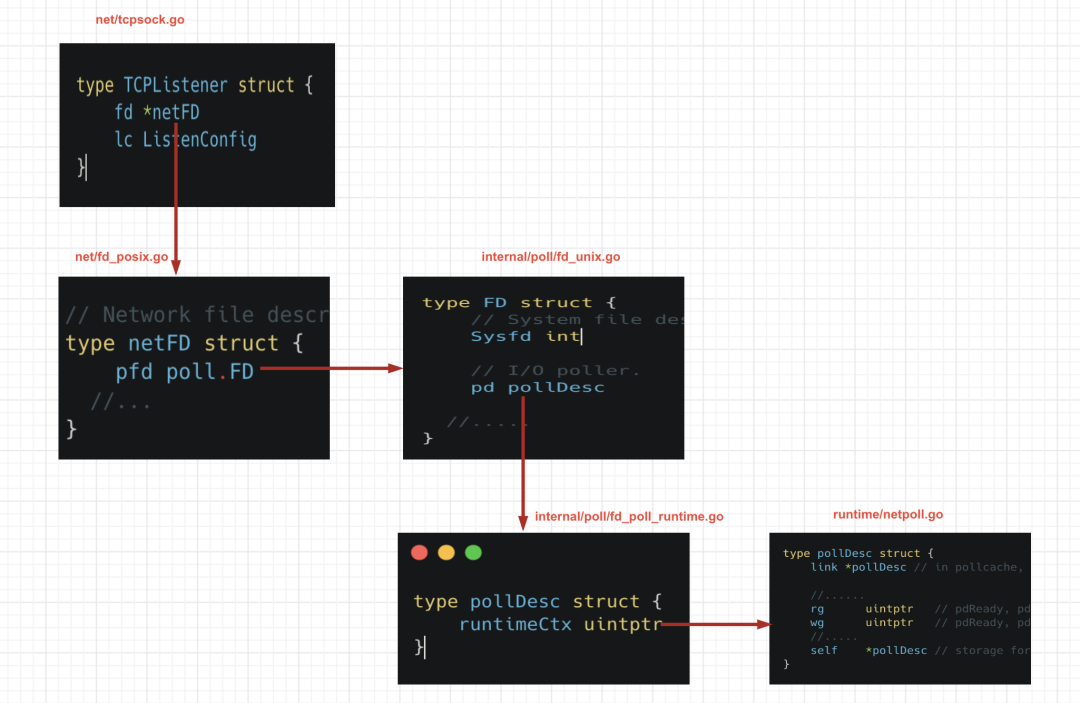 net/tcpsock.go
type TCPListener struct {
fd *netFD
lc ListenConfig
}
net/fd_posix.go
// Network file descr
type netFD struct {
pfd poll.FD
//...
}
internal/poll/fd_unix.go
type FD struct {
// System file des
Sysfd int
// I/O poller.
pd pollDesc
//.....
}
internal/poll/fd_poll_runtime.go
type pollDesc struct {
runtimeCtx uintptr
}
runtime/netpoll.go
type pollDesc struct {
link *pollDesc // in pollcache,
//......
rg uintptr // pdReady, pd
wg uintptr // pdReady, pd
//.....
self *pollDesc // storage for
}